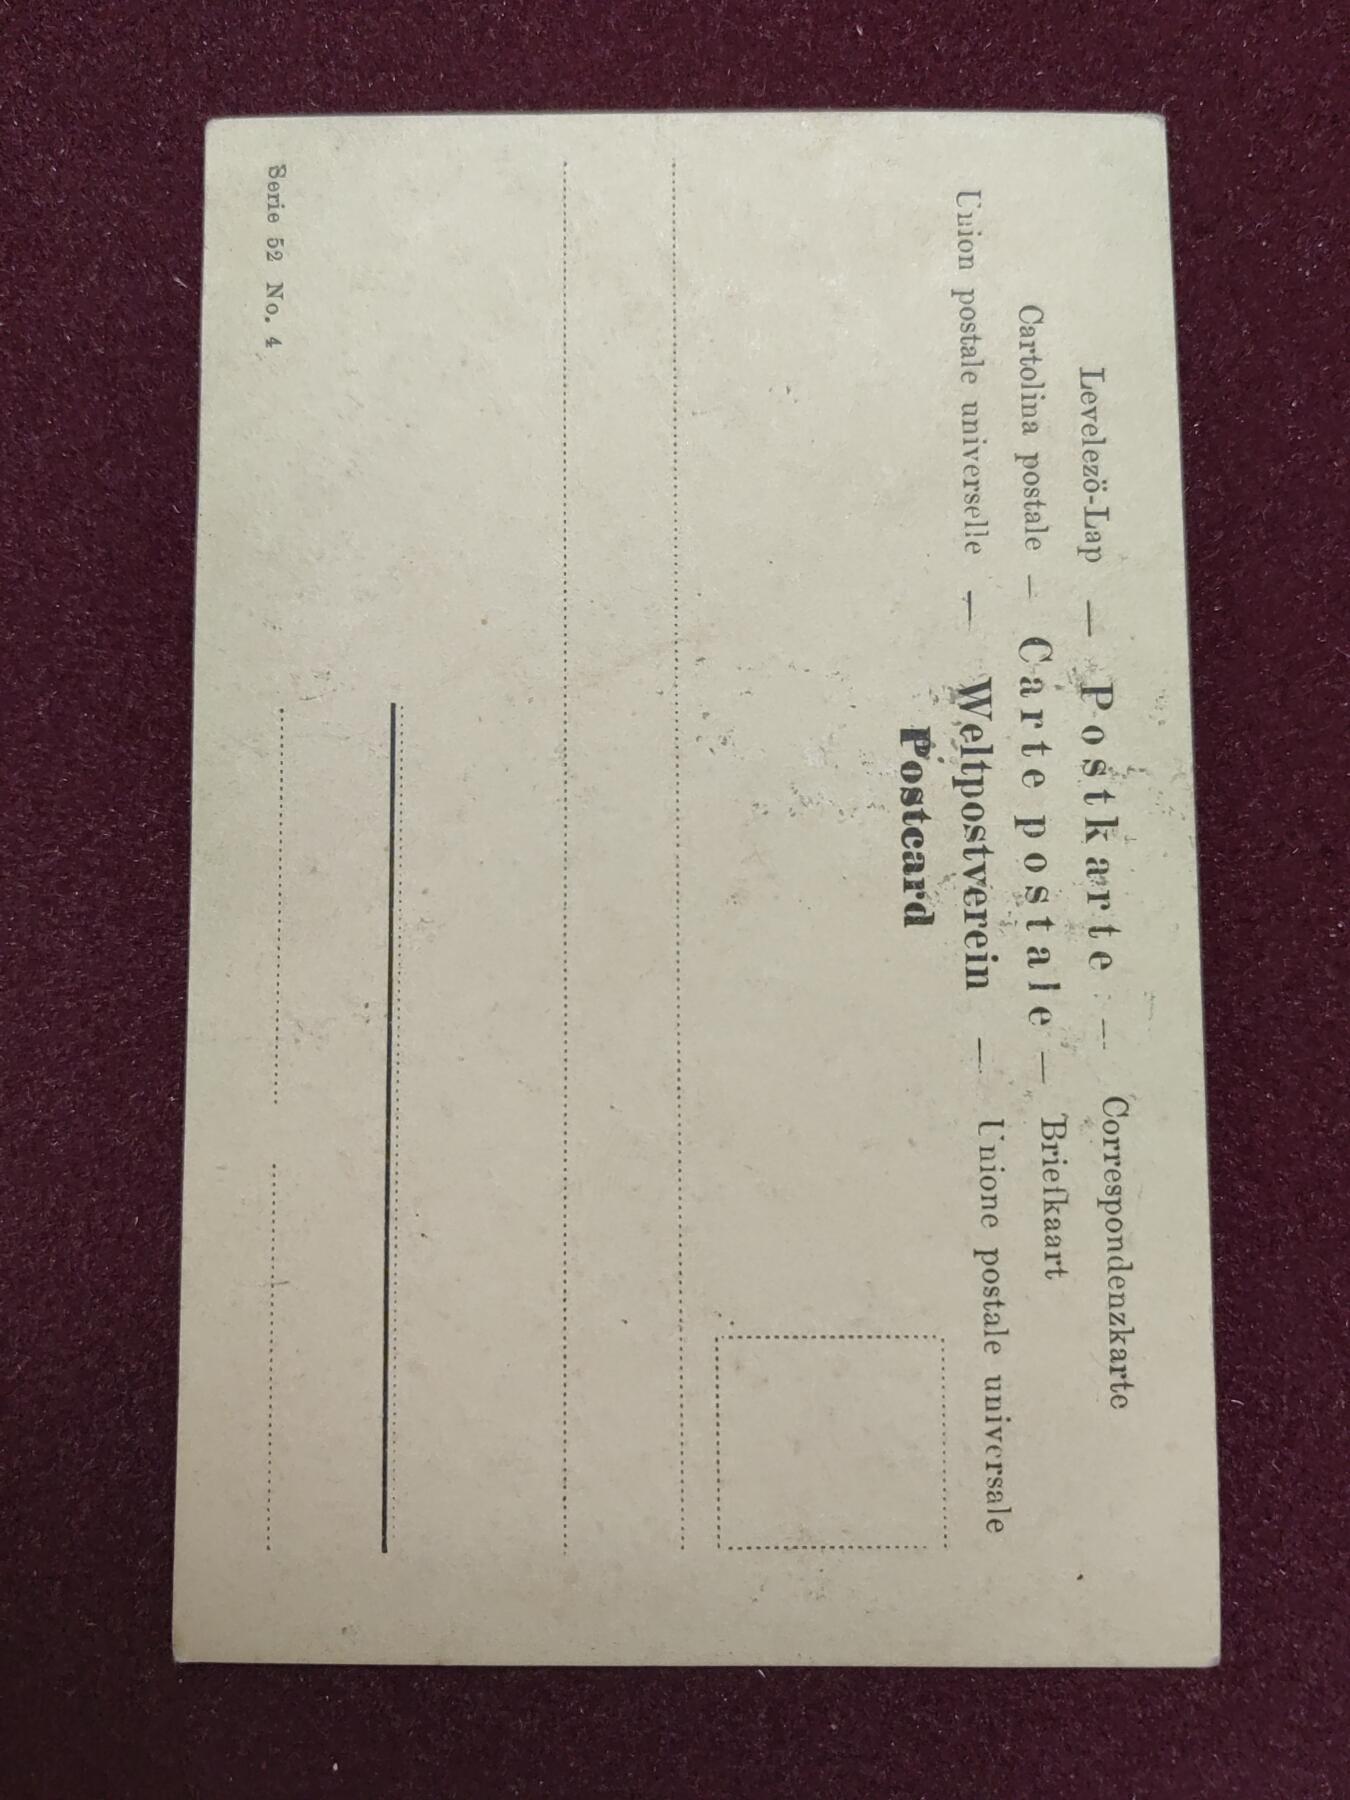 Levelezö-Lap — Postkarte — Correspondenzkarte
Cartolina postale — Carte postale — Briefkaart
Union postale universelle — Weltpostverein — Unione postale universale
Postcard
Serie 52 No. 4